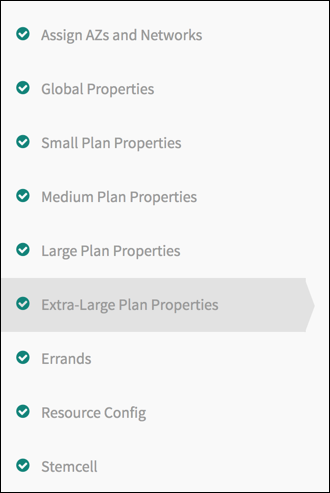 Assign AZs and Networks
Global Properties
Small Plan Properties
Medium Plan Properties
Large Plan Properties
Extra-Large Plan Properties
Errands
Resource Config
Stemcell